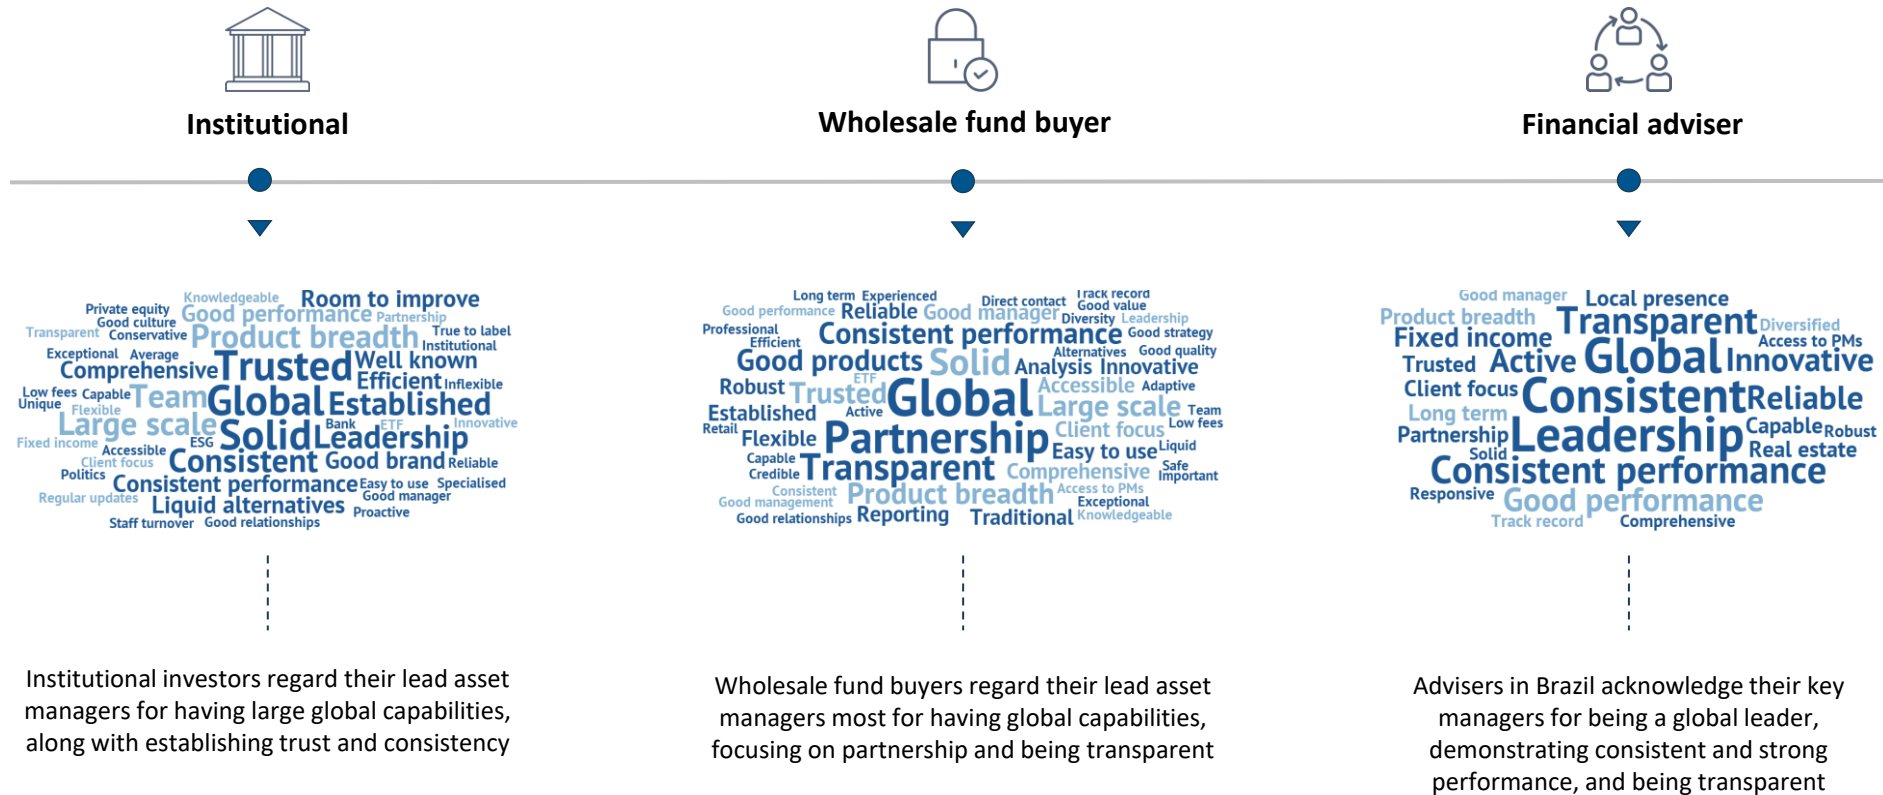 Institutional
Wholesale fund buyer
Financial adviser
Knowledgeable
Room to improve
Private equity
Good performance
Partnership
Good culture
Transparent
Conservative
Product breadth
True to label
Institutional
Exceptional
Average
Trusted
Well known
Comprehensive
Efficient
Inflexible
Low fees
Capable
Team
Global
Established
Unique
Flexible
Large scale
Solid
Bank
ETF
Innovative
Leadership
Fixed income
ESG
Accessible
Consistent
Good brand
Reliable
Client focus
Politics
Consistent performance
Easy to use
Specialised
Regular updates
Good manager
Liquid alternatives
Proactive
Staff turnover
Good relationships
Long term
Experienced
Direct contact
Track record
Good performance
Reliable
Good manager
Good value
Diversity
Leadership
Professional
Efficient
Consistent performance
Good strategy
Good products
Solid
Alternatives
Good quality
Analysis
Innovative
Robust
ETF
Trusted
Global
Accessible
Adaptive
Established
Active
Large scale
Team
Retail
Low fees
Flexible
Partnership
Client focus
Easy to use
Liquid
Capable
Credible
Transparent
Comprehensive
Safe
Important
Consistent
Good management
Product breadth
Access to PMs
Exceptional
Good relationships
Reporting
Traditional
Knowledgeable
Good manager
Local presence
Product breadth
Transparent
Diversified
Fixed income
Access to PMs
Trusted
Active
Global
Innovative
Client focus
Consistent
Reliable
Long term
Partnership
Leadership
Capable
Robust
Solid
Real estate
Consistent performance
Responsive
Good performance
Track record
Comprehensive
Institutional investors regard their lead asset
managers for having large global capabilities,
along with establishing trust and consistency
Wholesale fund buyers regard their lead asset
managers most for having global capabilities,
focusing on partnership and being transparent
Advisers in Brazil acknowledge their key
managers for being a global leader,
demonstrating consistent and strong
performance, and being transparent